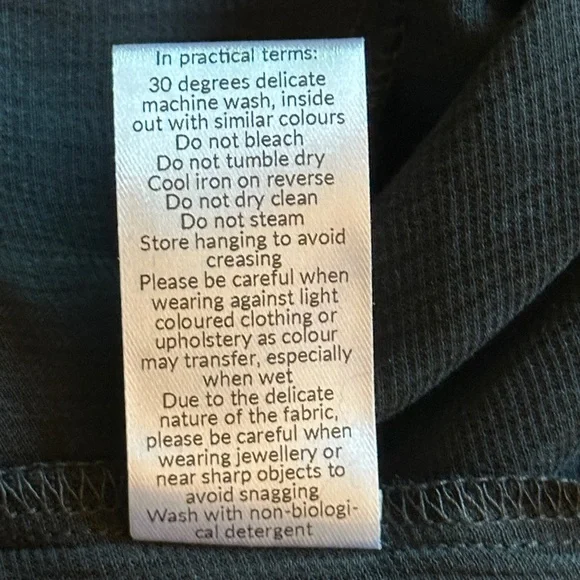 In practical terms:
30 degrees delicate
machine wash, inside
out with similar colours
Do not bleach
Do not tumble dry
Cool iron on reverse
Do not dry clean
Do not steam
Store hanging to avoid
creasing
Please be careful when
wearing against light
coloured clothing or
upholstery as colour
may transfer, especially
when wet
Due to the delicate
nature of the fabric,
please be careful when
wearing jewellery or
near sharp objects to
avoid snagging
Wash with non-biologi-
cal detergent